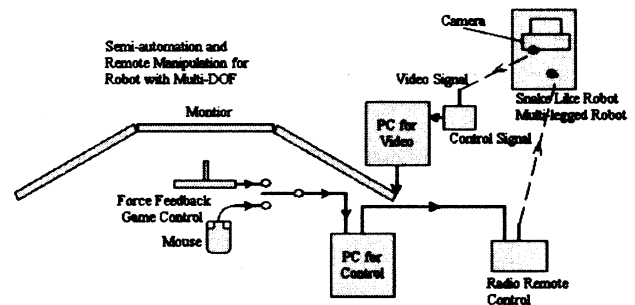 Camera
Semi-automation and
Remote Manipulation for
Robot with Multi-DOF
Video Signal
Snake Like Robot
Multi-legged Robot
Montior
PC for
Video
Control Signal
Force Feedback
Game Control
Mouse
PC for
Control
Radio Remote
Control